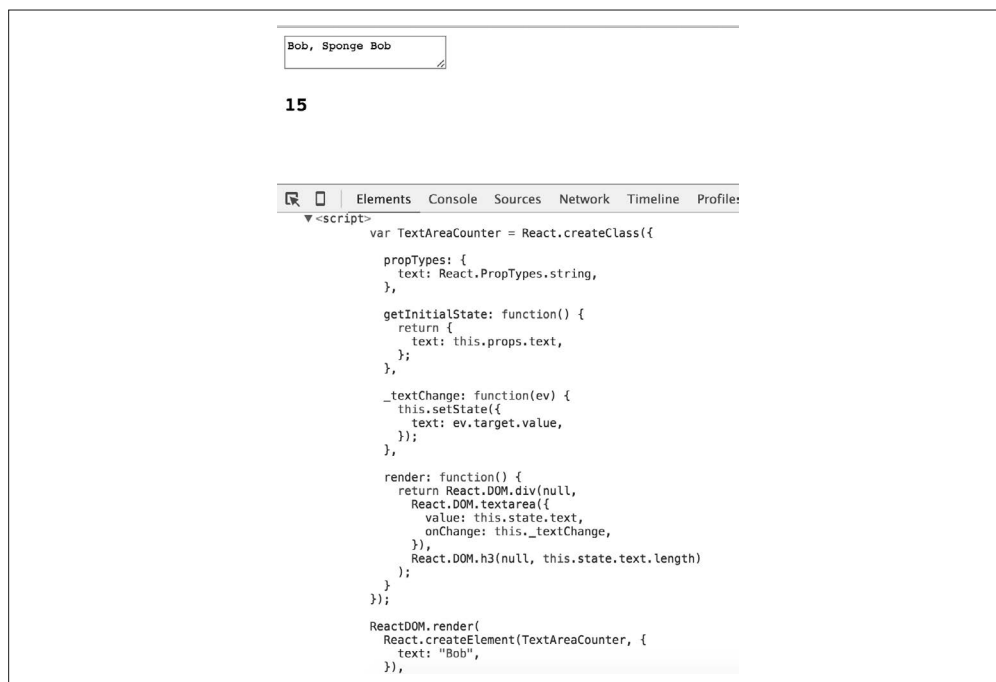 Bob, Sponge Bob
15
Elements Console Sources Network Timeline Profiles
▼<script>
var TextAreaCounter = React.createClass({
propTypes: {
text: React.PropTypes.string,
},
getInitialState: function() {
return {
text: this.props.text,
};
},
_textChange: function(ev) {
this.setState({
text: ev.target.value,
});
},
render: function() {
return React.DOM.div(null,
React.DOM.textarea({
value: this.state.text,
onChange: this._textChange,
}),
React.DOM.h3(null, this.state.text.length)
);
}
});
ReactDOM.render(
React.createElement(TextAreaCounter, {
text: "Bob",
}),